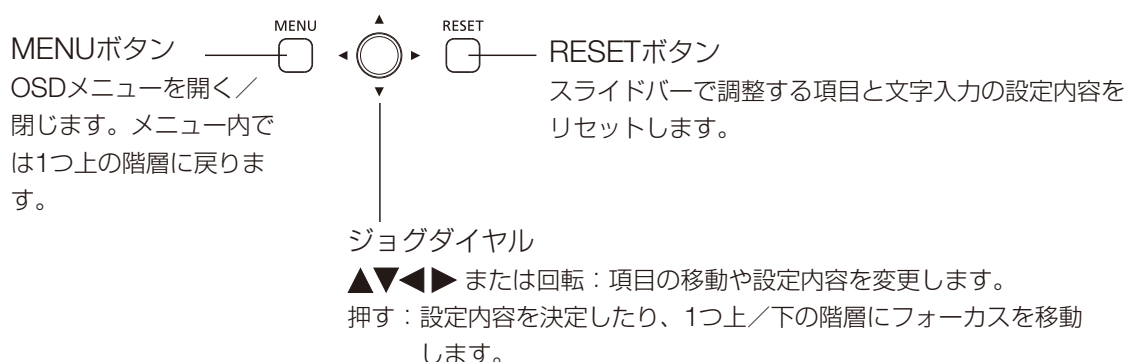 MENU
RESET
MENUボタン
OSDメニューを開く／
閉じます。メニュー内で
は1つ上の階層に戻りま
す。
RESETボタン
スライドバーで調整する項目と文字入力の設定内容を
リセットします。
ジョグダイヤル
▲▼◀▶ または回転：項目の移動や設定内容を変更します。
押す：設定内容を決定したり、1つ上／下の階層にフォーカスを移動
します。